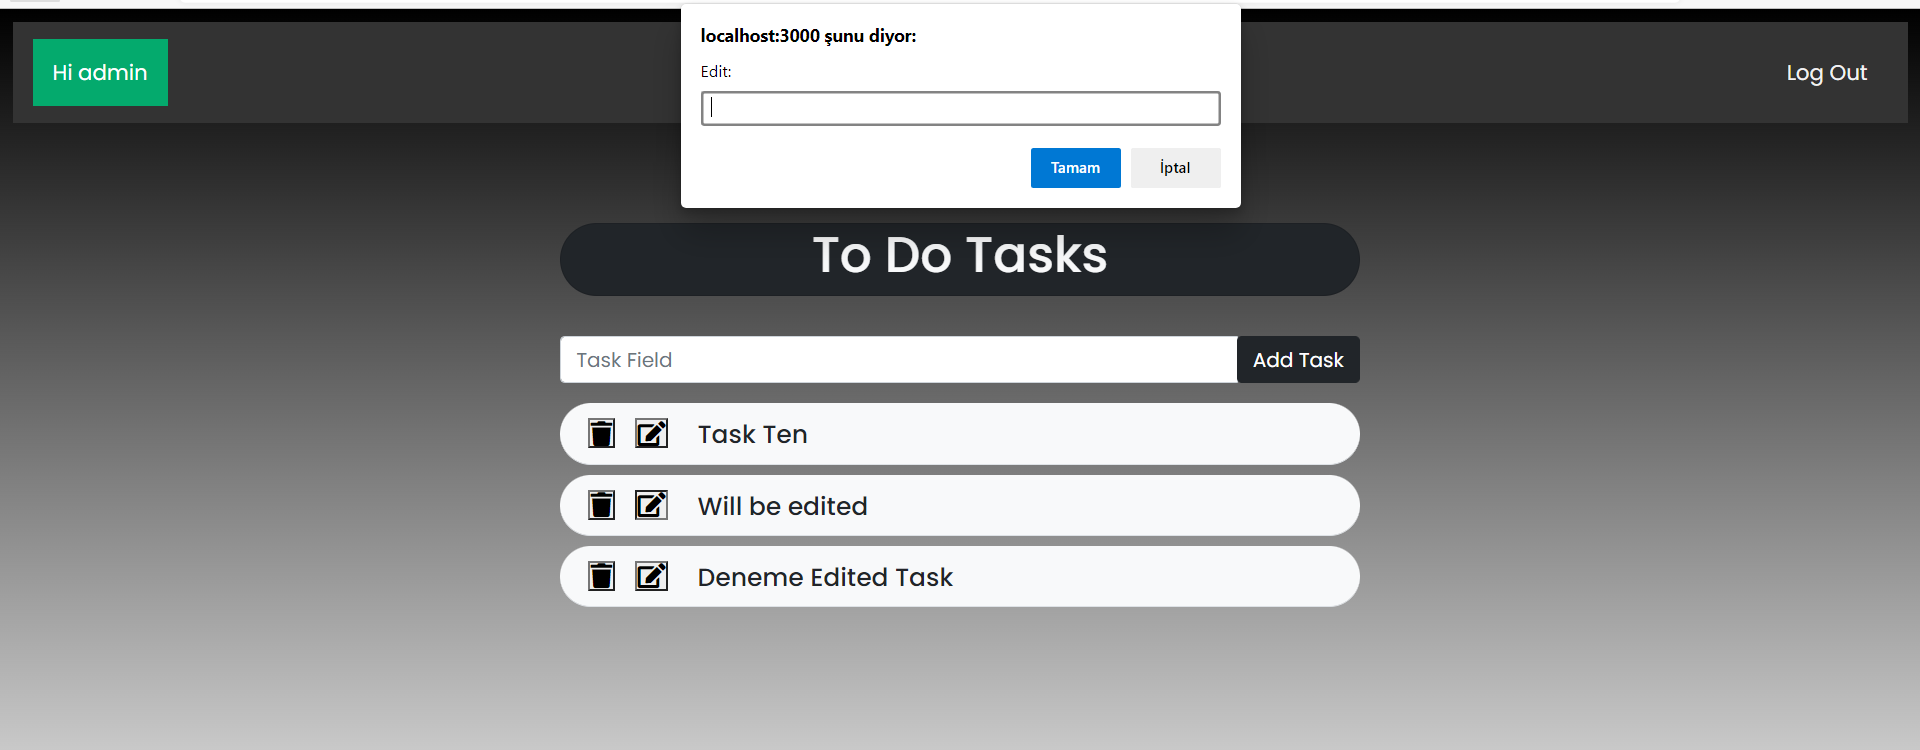 localhost:3000 şunu diyor:
Edit:
Tamam İptal
Hi admin
Log Out
To Do Tasks
Task Field
Add Task
Task Ten
Will be edited
Deneme Edited Task